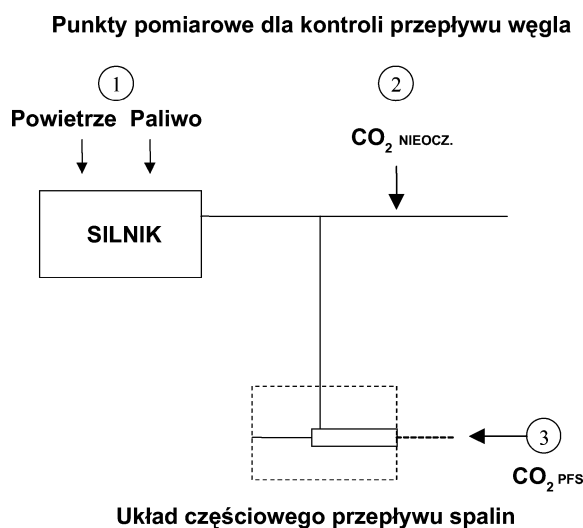 Punkty pomiarowe dla kontroli przepływu węgla
1
2
Powietrze Paliwo
CO2 NIEOCZ.
SILNIK
3
CO2 PFS
Układ częściowego przepływu spalin